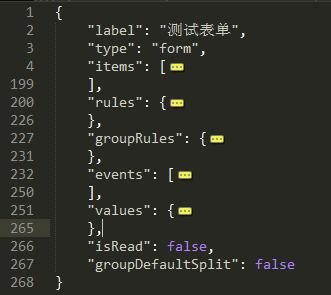 1 {
2 "label": "测试表单",
3 "type": "form",
4 "items": [
199 ],
200 "rules": {
226 },
227 "groupRules": {
231 },
232 "events": [
250 ],
251 "values": {
265 },
266 "isRead": false,
267 "groupDefaultSplit": false
268 }